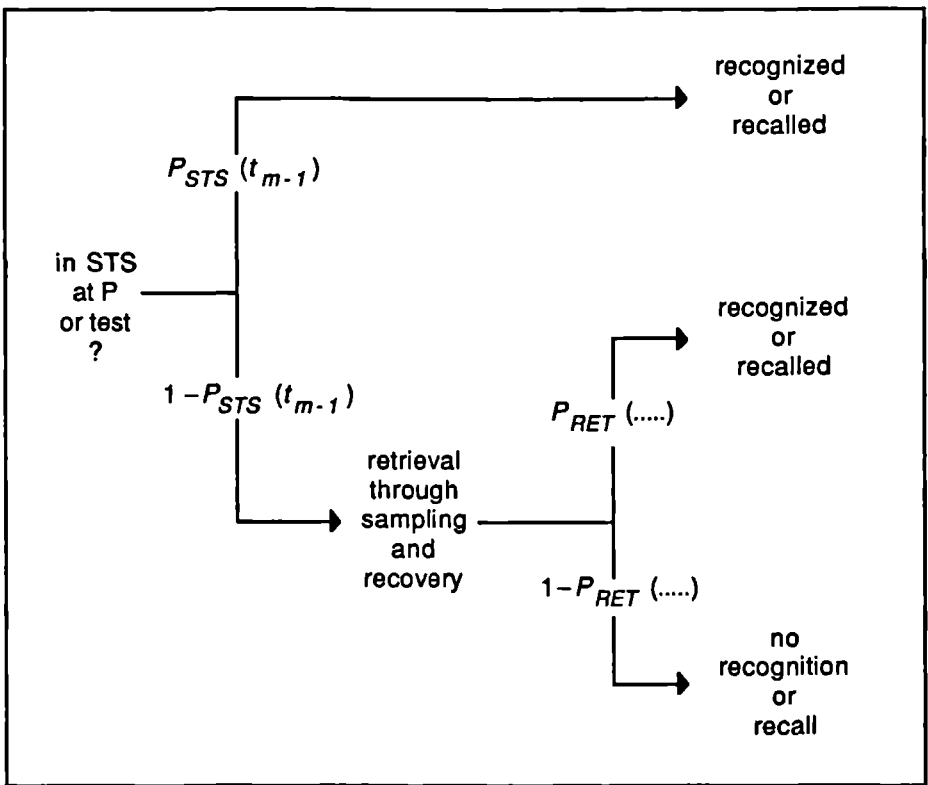 recognized
or
recalled
P_STS (t_m-1)
in STS
at P
or test
?
recognized
or
recalled
1-P_STS (t_m-1)
P_RET (.....)
retrieval
through
sampling
and
recovery
1-P_RET (.....)
no
recognition
or
recall